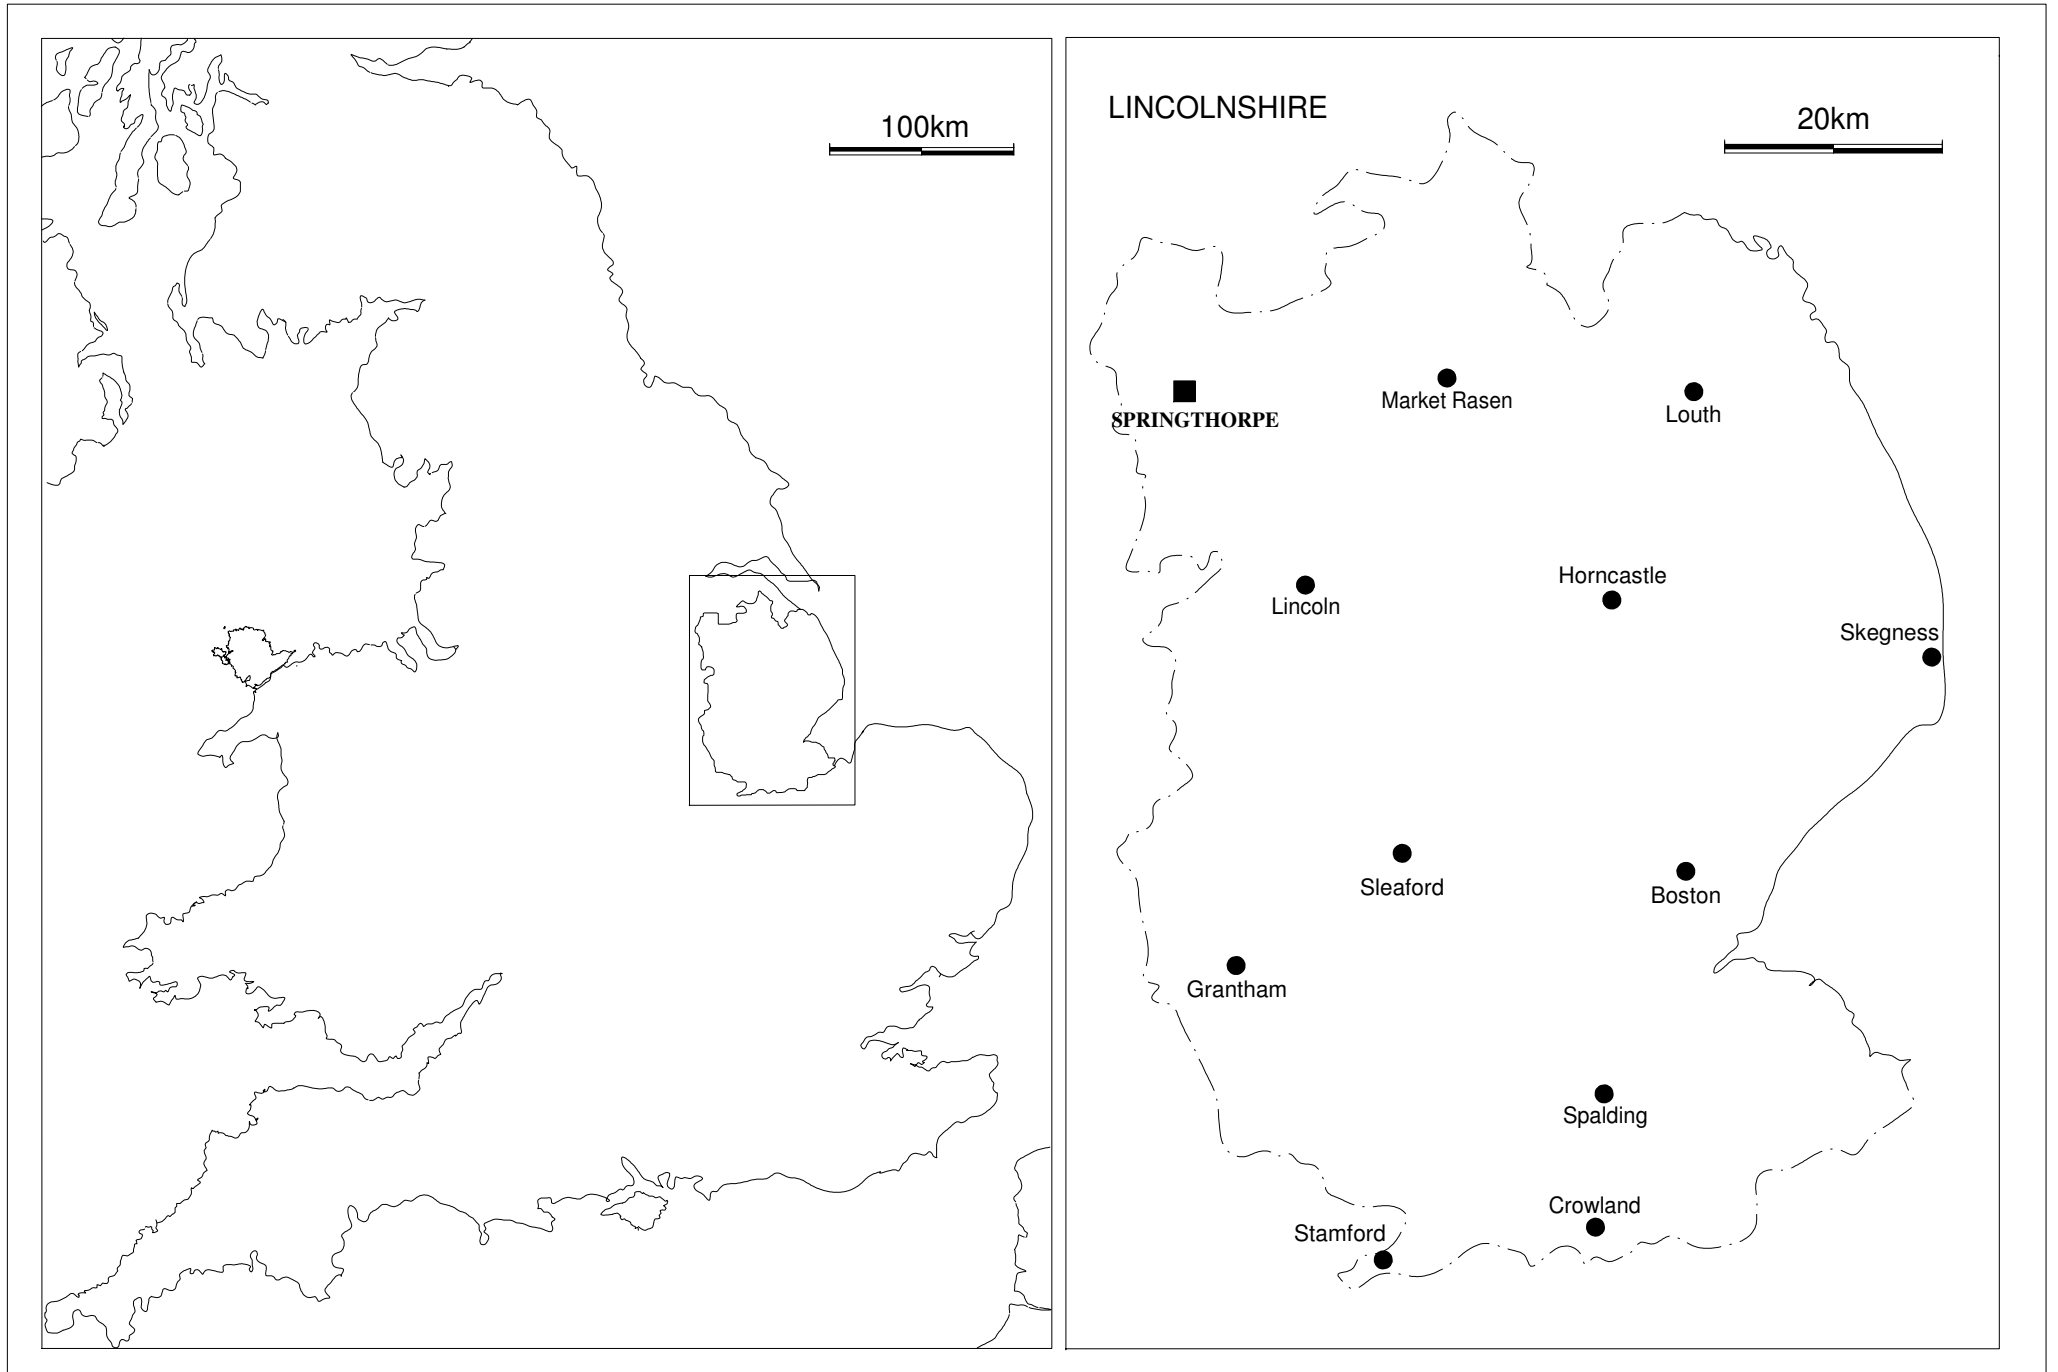 100km
LINCOLNSHIRE
20km
Market Rasen
SPRINGTHORPE
Louth
Horncastle
Lincoln
Skegness
Sleaford
Boston
Grantham
Spalding
Crowland
Stamford